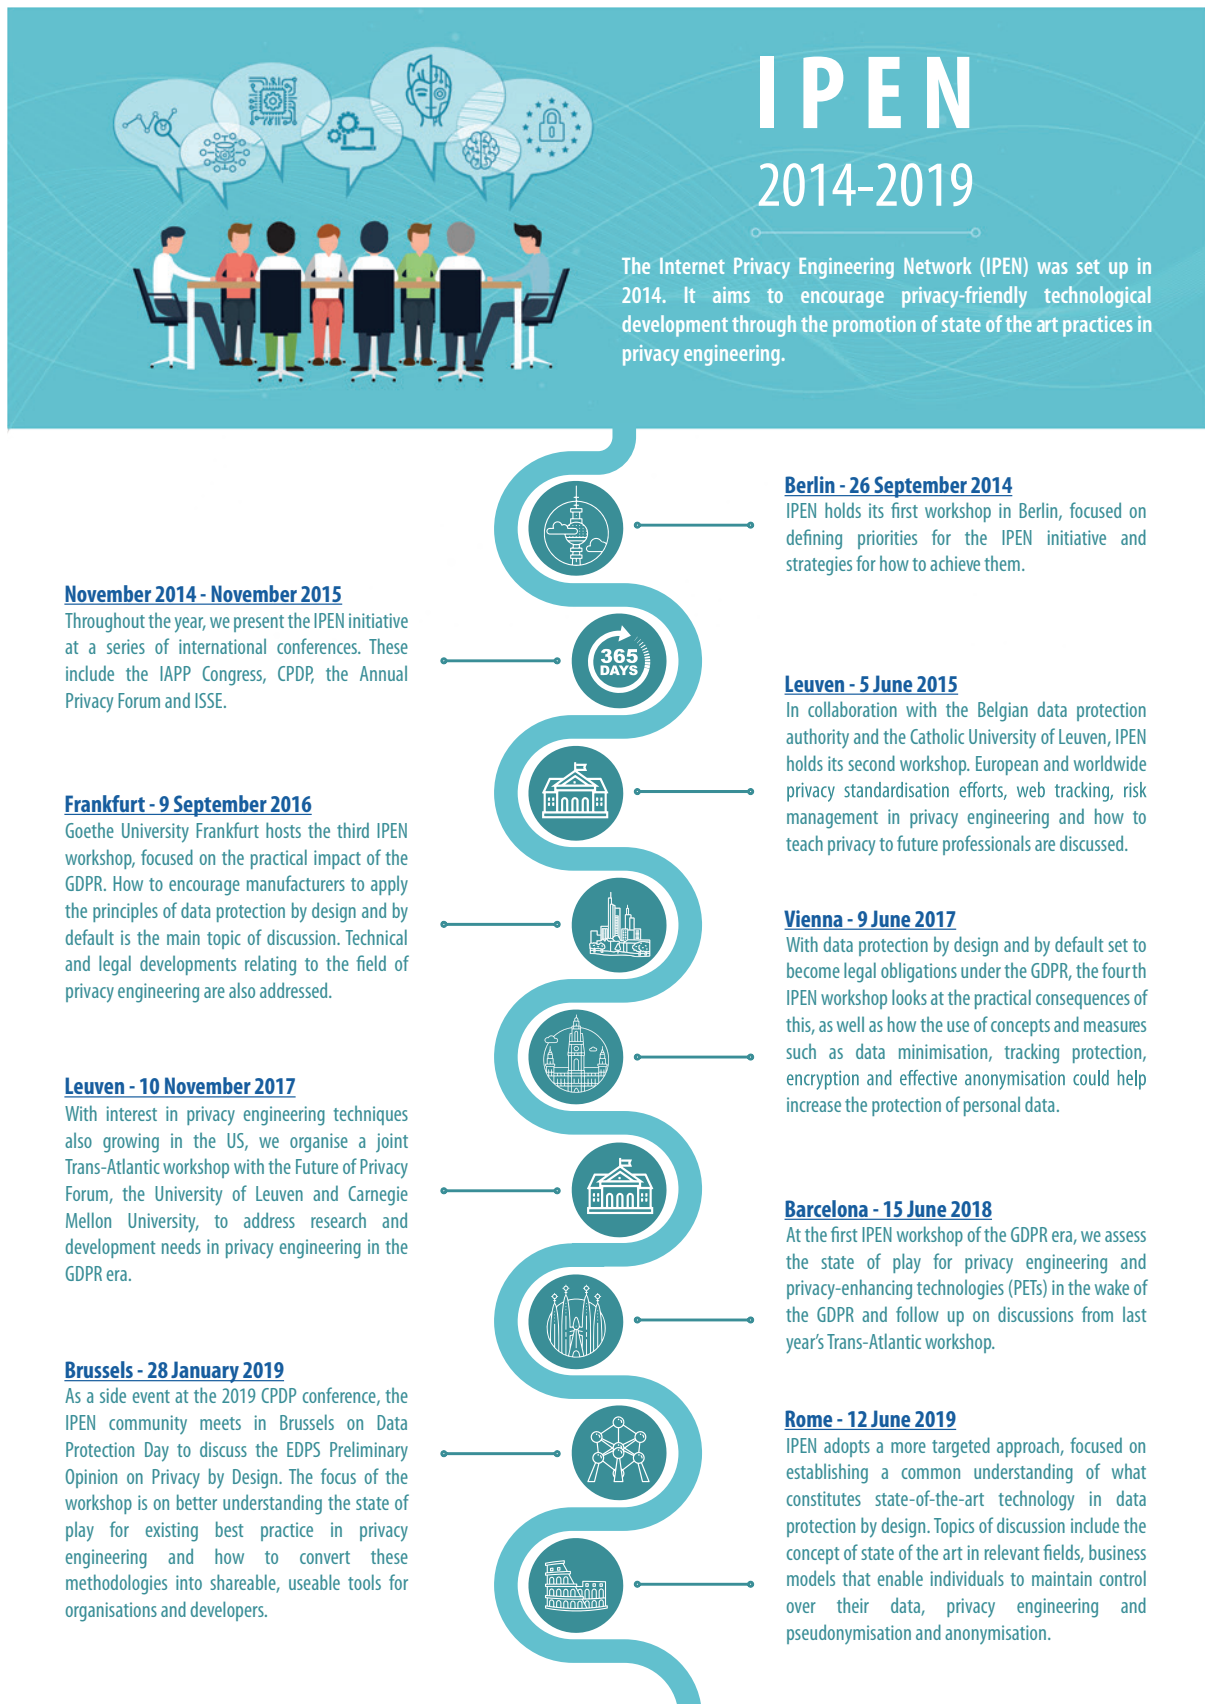 IPEN
2014-2019
The Internet Privacy Engineering Network (IPEN) was set up in
2014. It aims to encourage privacy-friendly technological
development through the promotion of state of the art practices in
privacy engineering.
Berlin - 26 September 2014
IPEN holds its first workshop in Berlin, focused on
defining priorities for the IPEN initiative and
strategies for how to achieve them.
November 2014 - November 2015
Throughout the year, we present the IPEN initiative
at a series of international conferences. These
include the IAPP Congress, CPDP, the Annual
Privacy Forum and ISSE.
365
DAYS
Leuven - 5 June 2015
In collaboration with the Belgian data protection
authority and the Catholic University of Leuven, IPEN
holds its second workshop. European and worldwide
privacy standardisation efforts, web tracking, risk
management in privacy engineering and how to
teach privacy to future professionals are discussed.
Frankfurt - 9 September 2016
Goethe University Frankfurt hosts the third IPEN
workshop, focused on the practical impact of the
GDPR. How to encourage manufacturers to apply
the principles of data protection by design and by
default is the main topic of discussion. Technical
and legal developments relating to the field of
privacy engineering are also addressed.
Vienna - 9 June 2017
With data protection by design and by default set to
become legal obligations under the GDPR, the fourth
IPEN workshop looks at the practical consequences of
this, as well as how the use of concepts and measures
such as data minimisation, tracking protection,
encryption and effective anonymisation could help
increase the protection of personal data.
Leuven - 10 November 2017
With interest in privacy engineering techniques
also growing in the US, we organise a joint
Trans-Atlantic workshop with the Future of Privacy
Forum, the University of Leuven and Carnegie
Mellon University, to address research and
development needs in privacy engineering in the
GDPR era.
Barcelona - 15 June 2018
At the first IPEN workshop of the GDPR era, we assess
the state of play for privacy engineering and
privacy-enhancing technologies (PETs) in the wake of
the GDPR and follow up on discussions from last
year's Trans-Atlantic workshop.
Brussels - 28 January 2019
As a side event at the 2019 CPDP conference, the
IPEN community meets in Brussels on Data
Protection Day to discuss the EDPS Preliminary
Opinion on Privacy by Design. The focus of the
workshop is on better understanding the state of
play for existing best practice in privacy
engineering and how to convert these
methodologies into shareable, useable tools for
organisations and developers.
Rome - 12 June 2019
IPEN adopts a more targeted approach, focused on
establishing a common understanding of what
constitutes state-of-the-art technology in data
protection by design. Topics of discussion include the
concept of state of the art in relevant fields, business
models that enable individuals to maintain control
over their data, privacy engineering and
pseudonymisation and anonymisation.